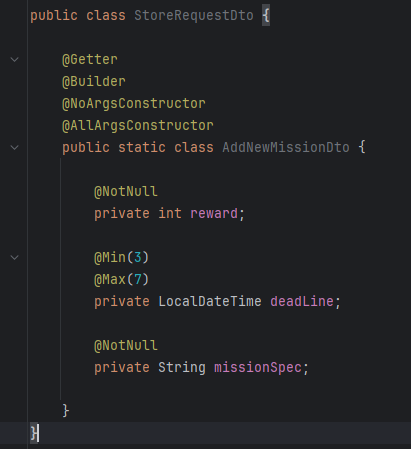 public class StoreRequestDto {
@Getter
@Builder
@NoArgsConstructor
@AllArgsConstructor
public static class AddNewMissionDto {
@NotNull
private int reward;
@Min(3)
@Max(7)
private LocalDateTime deadLine;
@NotNull
private String missionSpec;
}
}